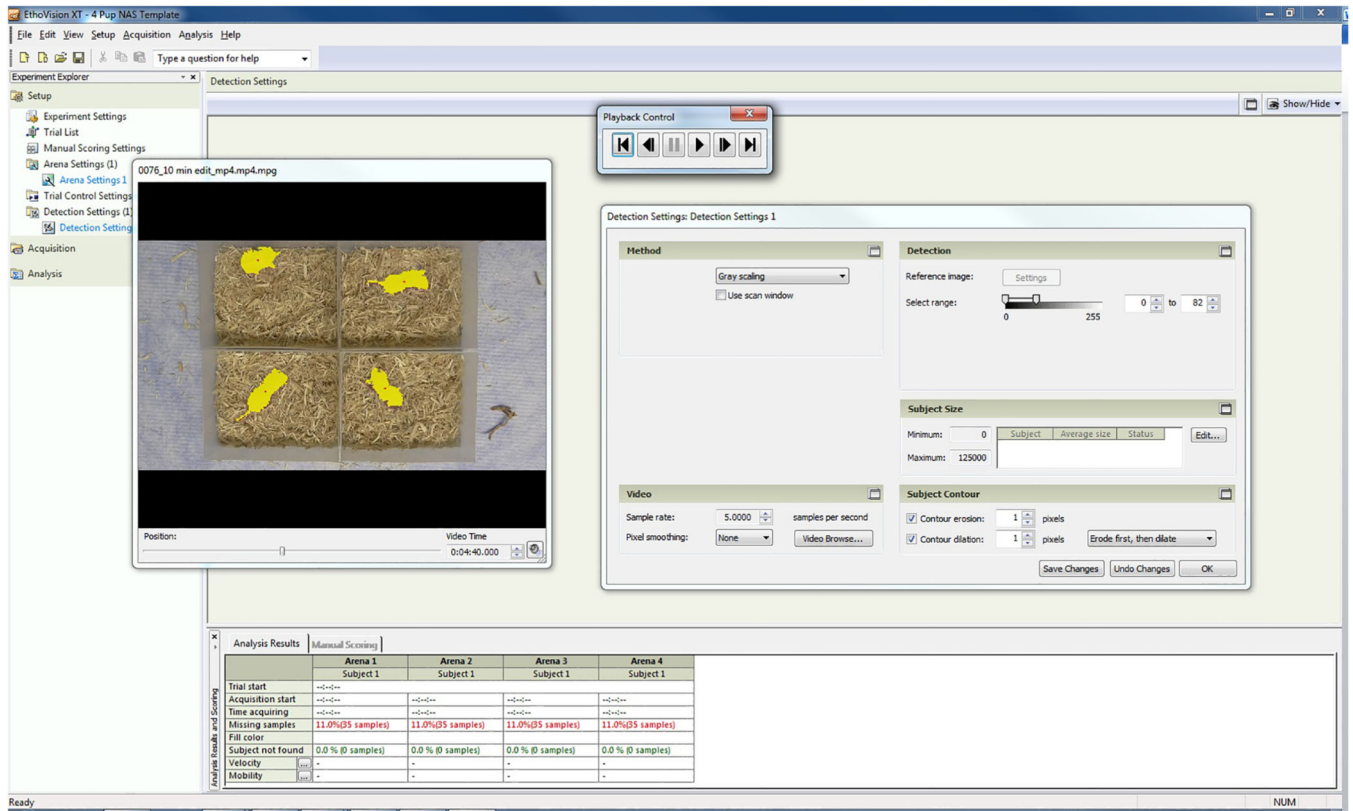 EthoVision XT - 4 Pup NAS Template
File Edit View Setup Acquisition Analysis Help
Type a question for help
Experiment Explorer
Detection Settings
Setup
Show/Hide
Experiment Settings
Trial List
Manual Scoring Settings
Arena Settings (1)
Arena Settings 1
Trial Control Settings
Detection Settings (1)
Detection Setting
Acquisition
Analysis
Playback Control
0076_10 min edit_mp4.mp4.mpg
Position:
Video Time
0:04:40.000
Detection Settings: Detection Settings 1
Method
Gray scaling
Use scan window
Detection
Reference image: Settings
Select range: 0 to 82
0 255
Subject Size
Minimum: 0 Subject Average size Status Edit...
Maximum: 125000
Video
Sample rate: 5.0000 samples per second
Pixel smoothing: None Video Browse...
Subject Contour
Contour erosion: 1 pixels
Contour dilation: 1 pixels Erode first, then dilate
Save Changes Undo Changes OK
Analysis Results and Scoring
Analysis Results Manual Scoring
Arena 1 Arena 2 Arena 3 Arena 4
Subject 1 Subject 1 Subject 1 Subject 1
Trial start --:--:--
Acquisition start --:--:-- --:--:-- --:--:-- --:--:--
Time acquiring --:--:-- --:--:-- --:--:-- --:--:--
Missing samples 11.0%(35 samples) 11.0%(35 samples) 11.0%(35 samples) 11.0%(35 samples)
Fill color
Subject not found 0.0 % (0 samples) 0.0 % (0 samples) 0.0 % (0 samples) 0.0 % (0 samples)
Velocity ... - - - -
Mobility ... - - - -
Ready NUM